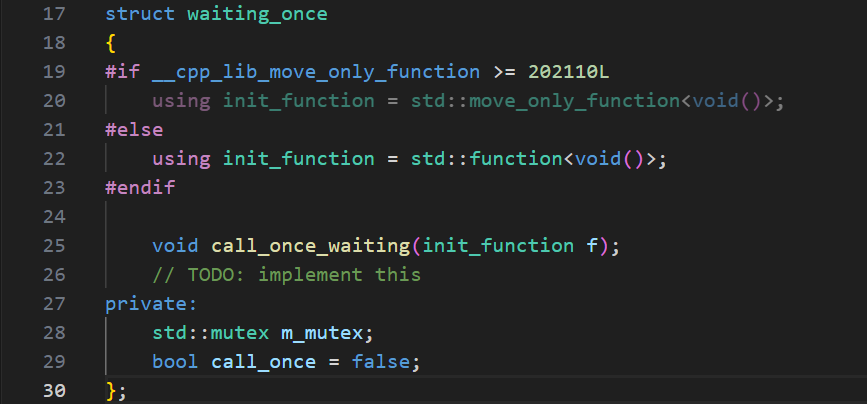 17 struct waiting_once
18 {
19 #if __cpp_lib_move_only_function >= 202110L
20     using init_function = std::move_only_function<void()>;
21 #else
22     using init_function = std::function<void()>;
23 #endif
24
25     void call_once_waiting(init_function f);
26     // TODO: implement this
27 private:
28     std::mutex m_mutex;
29     bool call_once = false;
30 };